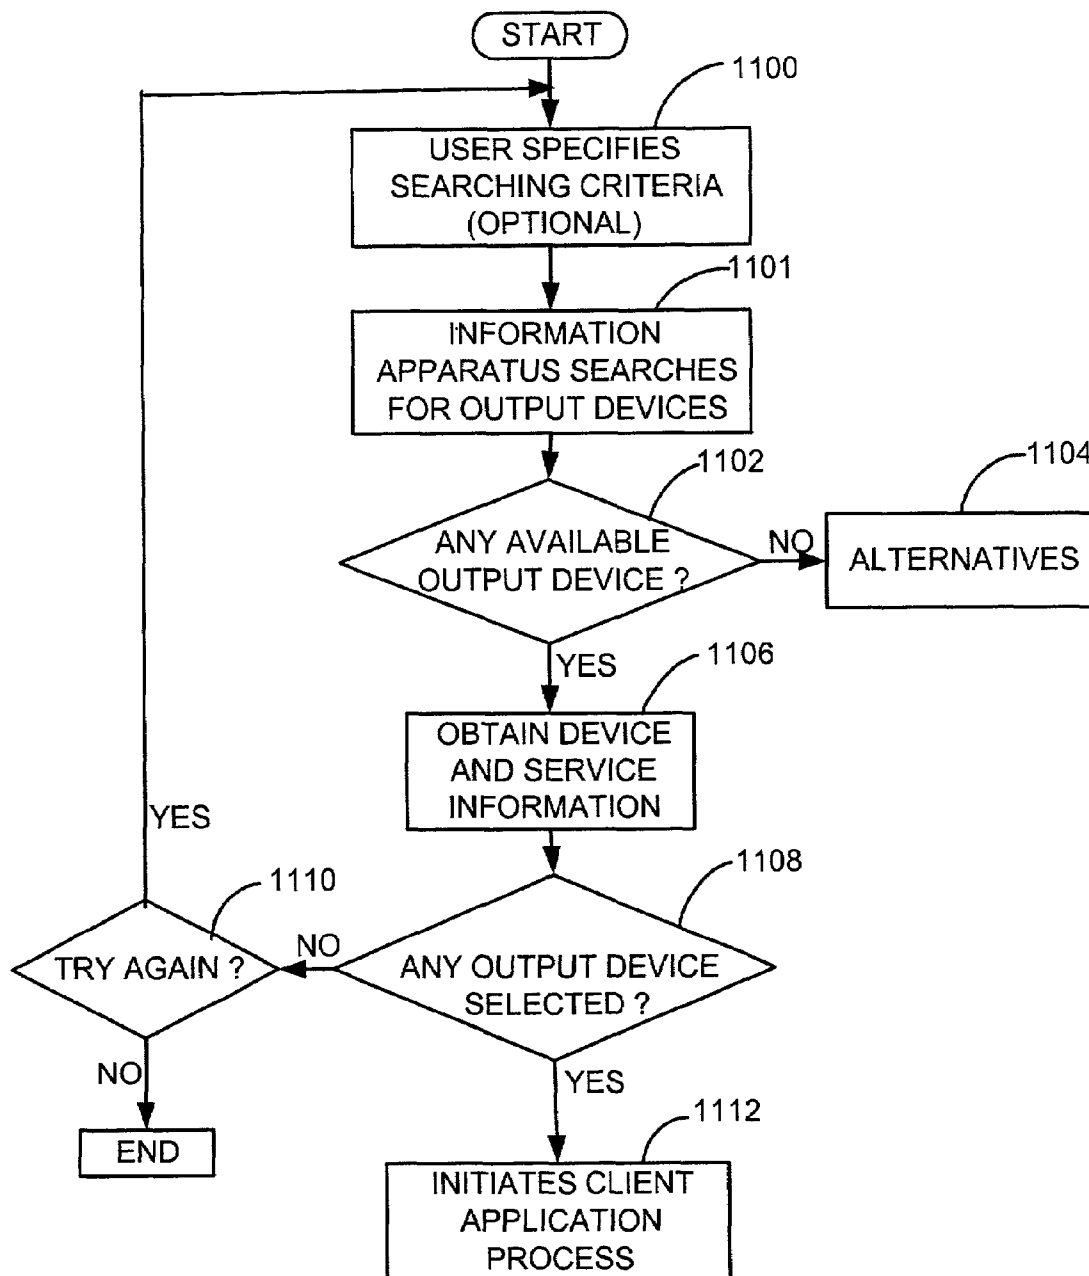 START
1100
USER SPECIFIES
SEARCHING CRITERIA
(OPTIONAL)
1101
INFORMATION
APPARATUS SEARCHES
FOR OUTPUT DEVICES
1102
1104
ANY AVAILABLE
OUTPUT DEVICE ?
NO
ALTERNATIVES
YES
1106
OBTAIN DEVICE
AND SERVICE
INFORMATION
YES
1108
1110
TRY AGAIN ?
NO
ANY OUTPUT DEVICE
SELECTED ?
NO
YES
END
1112
INITIATES CLIENT
APPLICATION
PROCESS